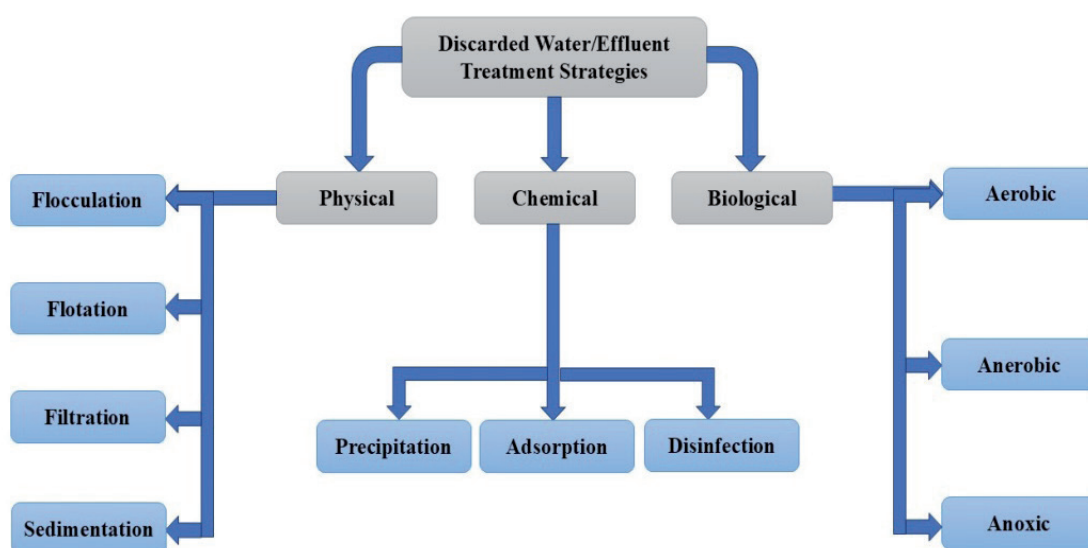 Discarded Water/Effluent
Treatment Strategies
Physical
Chemical
Biological
Flocculation
Flotation
Filtration
Sedimentation
Precipitation
Adsorption
Disinfection
Aerobic
Anerobic
Anoxic